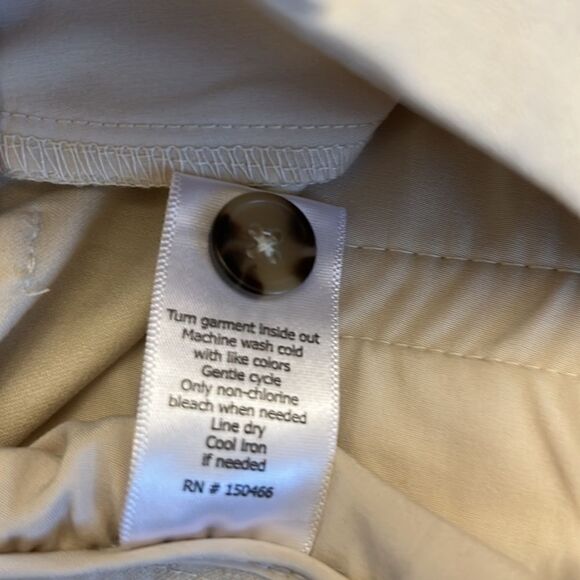 Turn garment inside out
Machine wash cold
with like colors
Gentle cycle
Only non-chlorine
bleach when needed
Line dry
Cool Iron
if needed
RN # 150466